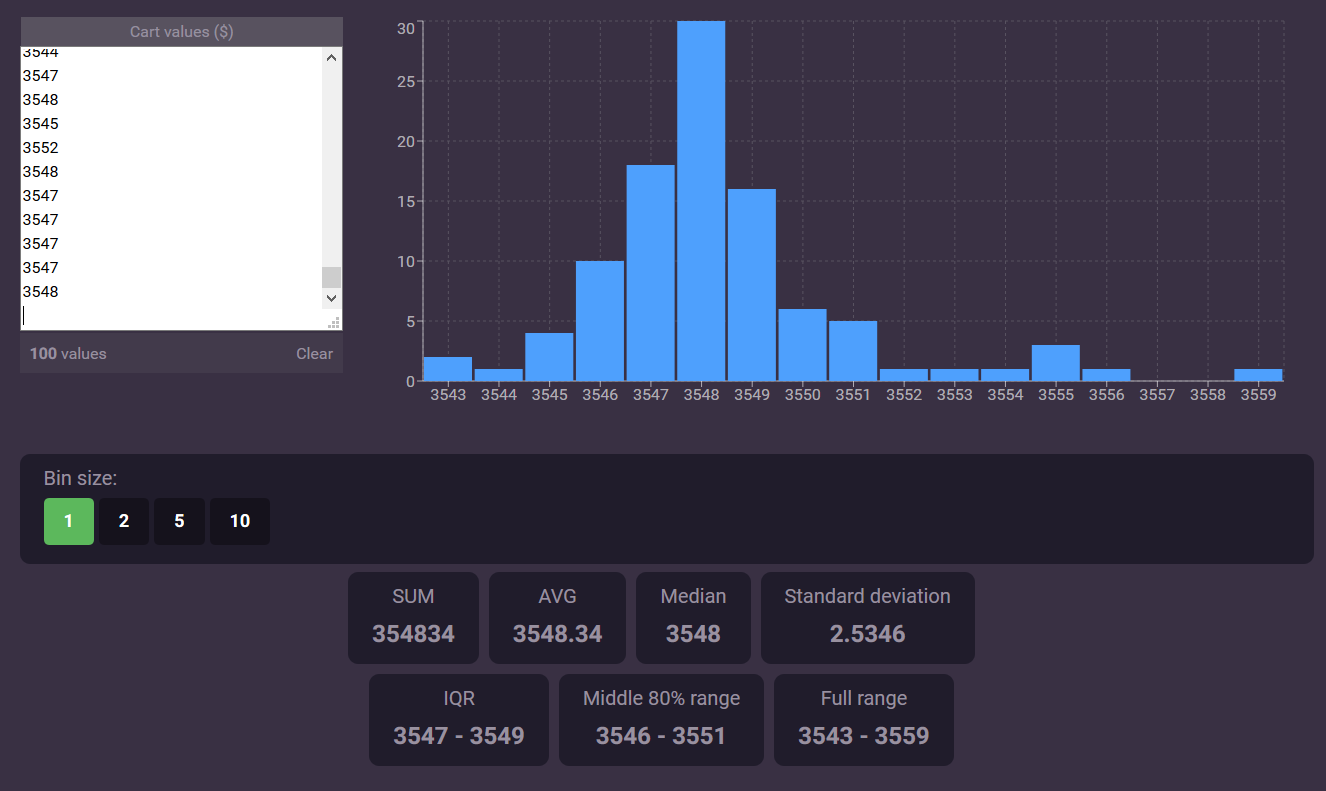 Cart values ($)
3544
3547
3548
3545
3552
3548
3547
3547
3547
3547
3548
100 values
Clear
30
25
20
15
10
5
0
3543 3544 3545 3546 3547 3548 3549 3550 3551 3552 3553 3554 3555 3556 3557 3558 3559
Bin size:
1 2 5 10
SUM
354834
AVG
3548.34
Median
3548
Standard deviation
2.5346
IQR
3547 - 3549
Middle 80% range
3546 - 3551
Full range
3543 - 3559